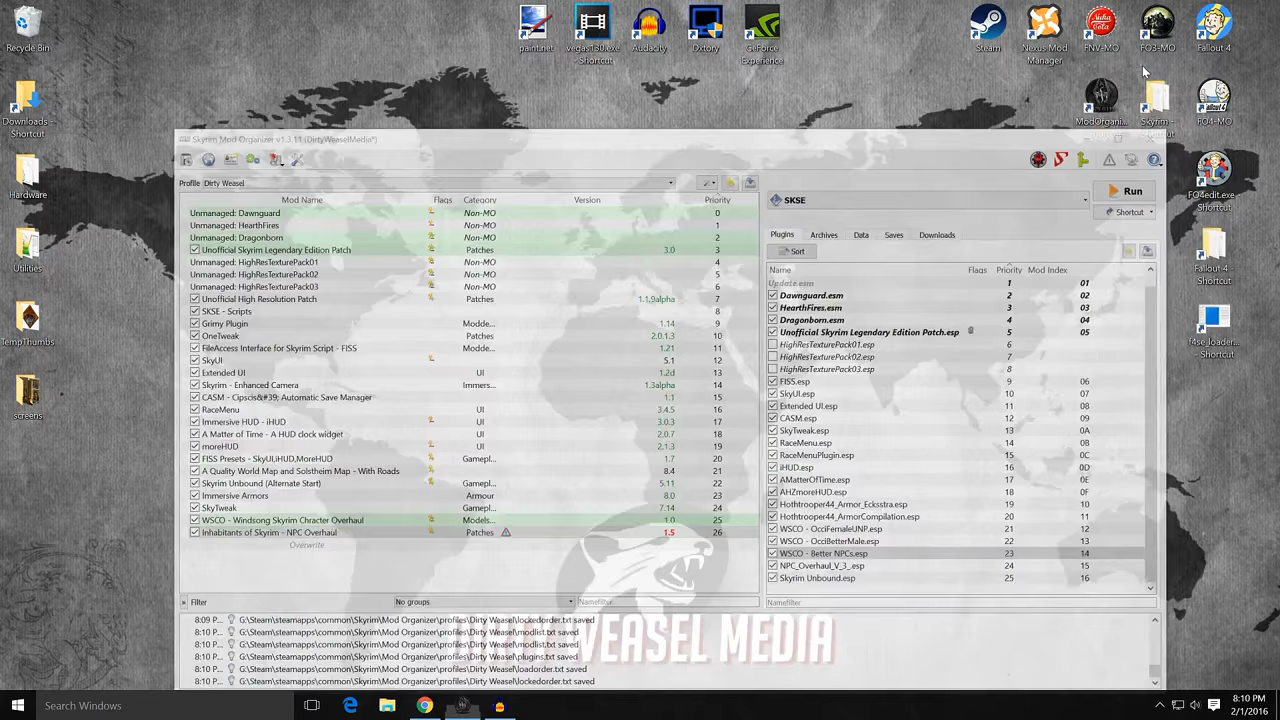 Recycle Bin
paint.net
vegas130.exe - Shortcut
Audacity
Dxtory
GeForce Experience
Steam
Nexus Mod Manager
FNV-MO
FO3-MO
Fallout 4
Downloads - Shortcut
ModOrgani...
Skyrim - Shortcut
FO4-MO
Hardware
FO4edit.exe - Shortcut
Utilities
Fallout 4 - Shortcut
TempThumbs
f4se_loader... - Shortcut
screens
Skyrim Mod Organizer v1.3.11 (DirtyWeaselMedia*)
Profile Dirty Weasel
Mod Name Flags Category Version Priority
Unmanaged: Dawnguard Non-MO 0
Unmanaged: HearthFires Non-MO 1
Unmanaged: Dragonborn Non-MO 2
Unofficial Skyrim Legendary Edition Patch Patches 3.0 3
Unmanaged: HighResTexturePack01 Non-MO 4
Unmanaged: HighResTexturePack02 Non-MO 5
Unmanaged: HighResTexturePack03 Non-MO 6
Unofficial High Resolution Patch Patches 1.1.9alpha 7
SKSE - Scripts 8
Grimy Plugin Modde... 1.14 9
OneTweak Patches 2.0.1.3 10
FileAccess Interface for Skyrim Script - FISS Modde... 1.21 11
SkyUI 5.1 12
Extended UI UI 1.2d 13
Skyrim - Enhanced Camera Immers... 1.3alpha 14
CASM - Cipscis&#39; Automatic Save Manager 1.1 15
RaceMenu UI 3.4.5 16
Immersive HUD - iHUD UI 3.0.3 17
A Matter of Time - A HUD clock widget UI 2.0.7 18
moreHUD UI 2.1.3 19
FISS Presets - SkyUI,iHUD,MoreHUD Gamepl... 1.7 20
A Quality World Map and Solstheim Map - With Roads 8.4 21
Skyrim Unbound (Alternate Start) Gamepl... 5.11 22
Immersive Armors Armour 8.0 23
SkyTweak Gamepl... 7.14 24
WSCO - Windsong Skyrim Chracter Overhaul Models... 1.0 25
Inhabitants of Skyrim - NPC Overhaul Patches 1.5 26
Overwrite
» Filter No groups Namefilter
SKSE
Run
Shortcut
Plugins Archives Data Saves Downloads
Sort
Name Flags Priority Mod Index
Update.esm 1 01
Dawnguard.esm 2 02
HearthFires.esm 3 03
Dragonborn.esm 4 04
Unofficial Skyrim Legendary Edition Patch.esp 5 05
HighResTexturePack01.esp 6
HighResTexturePack02.esp 7
HighResTexturePack03.esp 8
FISS.esp 9 06
SkyUI.esp 10 07
Extended UI.esp 11 08
CASM.esp 12 09
SkyTweak.esp 13 0A
RaceMenu.esp 14 0B
RaceMenuPlugin.esp 15 0C
iHUD.esp 16 0D
AMatterOfTime.esp 17 0E
AHZmoreHUD.esp 18 0F
Hothtrooper44_Armor_Ecksstra.esp 19 10
Hothtrooper44_ArmorCompilation.esp 20 11
WSCO - OcciFemaleUNP.esp 21 12
WSCO - OcciBetterMale.esp 22 13
WSCO - Better NPCs.esp 23 14
NPC_Overhaul_V_3_.esp 24 15
Skyrim Unbound.esp 25 16
Namefilter
8:09 P... G:\Steam\steamapps\common\Skyrim\Mod Organizer\profiles\Dirty Weasel\lockedorder.txt saved
8:10 P... G:\Steam\steamapps\common\Skyrim\Mod Organizer\profiles\Dirty Weasel\modlist.txt saved
8:10 P... G:\Steam\steamapps\common\Skyrim\Mod Organizer\profiles\Dirty Weasel\modlist.txt saved
8:10 P... G:\Steam\steamapps\common\Skyrim\Mod Organizer\profiles\Dirty Weasel\plugins.txt saved
8:10 P... G:\Steam\steamapps\common\Skyrim\Mod Organizer\profiles\Dirty Weasel\loadorder.txt saved
8:10 P... G:\Steam\steamapps\common\Skyrim\Mod Organizer\profiles\Dirty Weasel\lockedorder.txt saved
WEASEL MEDIA
Search Windows
8:10 PM
2/1/2016